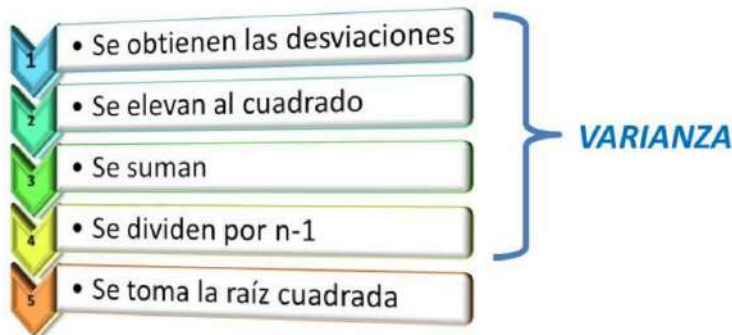 1 • Se obtienen las desviaciones
2 • Se elevan al cuadrado
3 • Se suman
4 • Se dividen por n-1
5 • Se toma la raíz cuadrada
VARIANZA